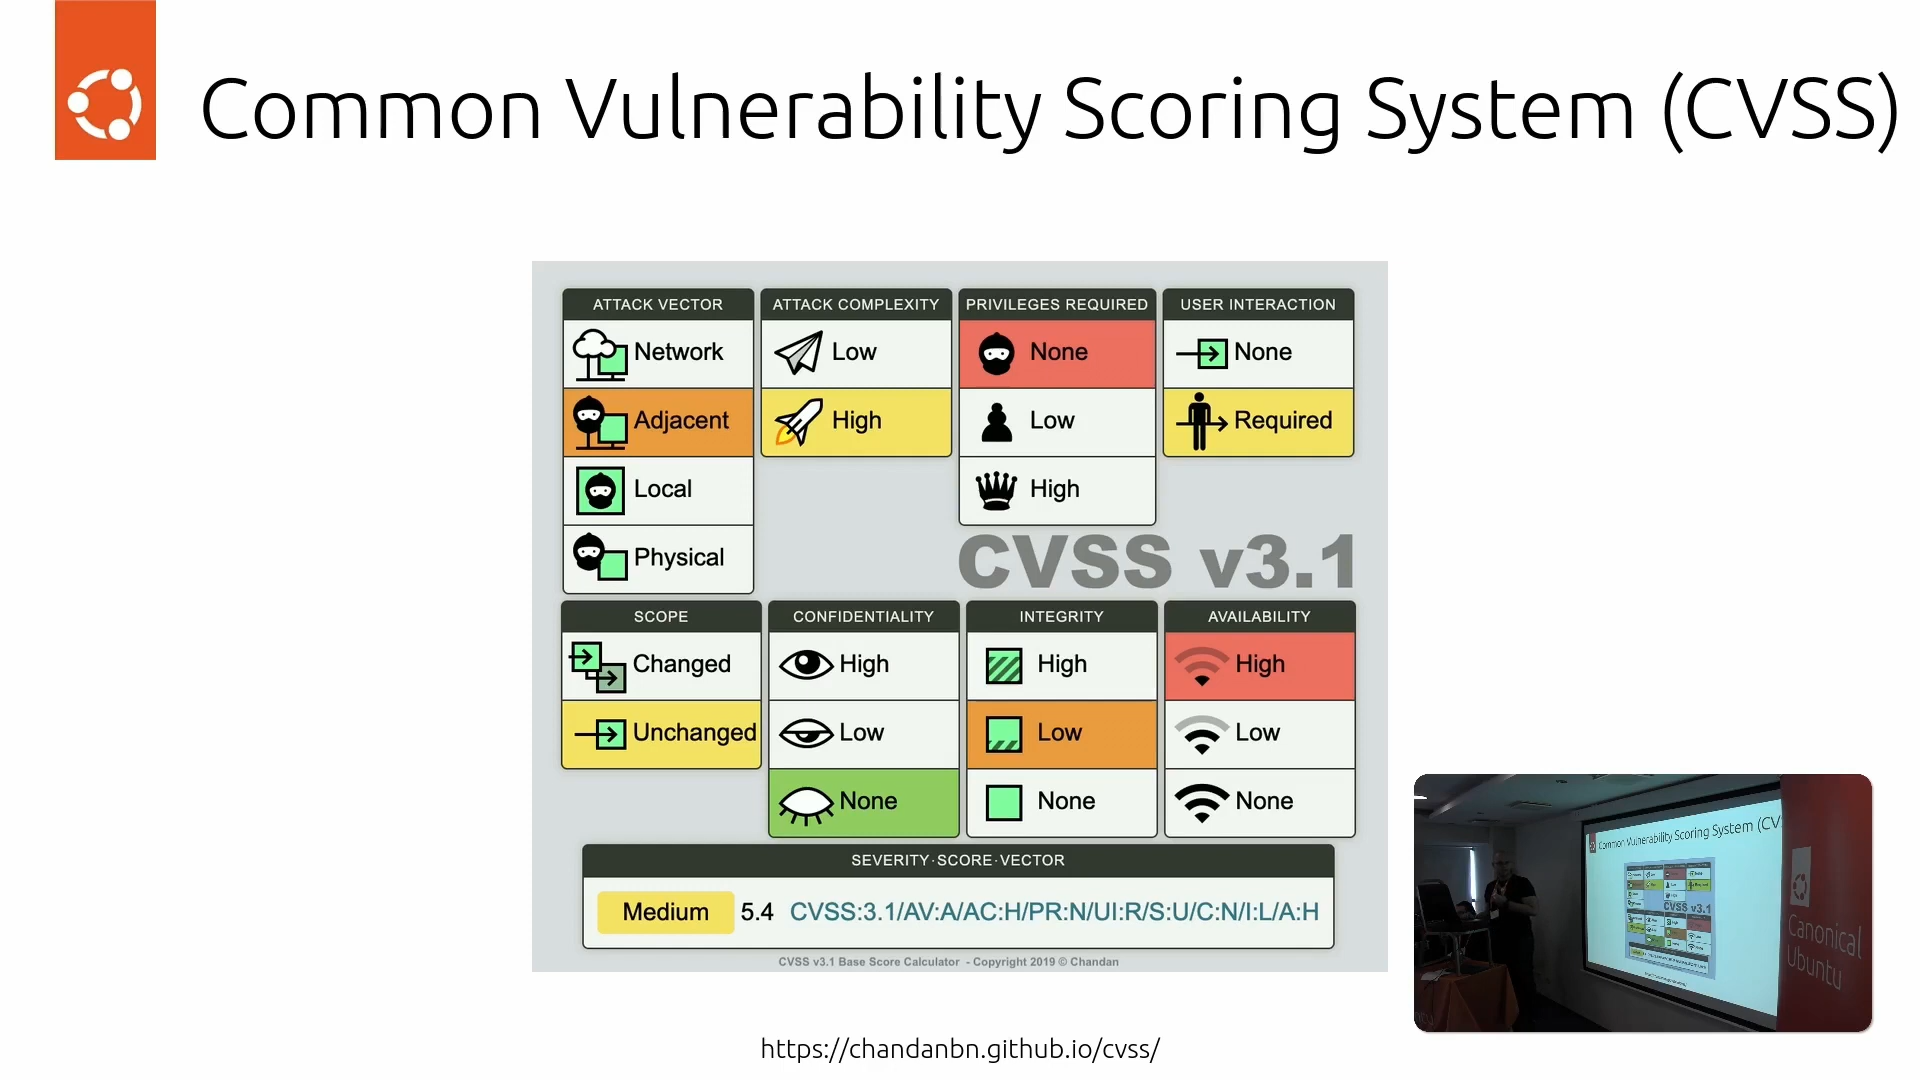 Common Vulnerability Scoring System (CVSS)
ATTACK VECTOR
Network
Adjacent
Local
Physical
ATTACK COMPLEXITY
Low
High
PRIVILEGES REQUIRED
None
Low
High
USER INTERACTION
None
Required
CVSS v3.1
SCOPE
Changed
Unchanged
CONFIDENTIALITY
High
Low
None
INTEGRITY
High
Low
None
AVAILABILITY
High
Low
None
SEVERITY·SCORE·VECTOR
Medium 5.4 CVSS:3.1/AV:A/AC:H/PR:N/UI:R/S:U/C:N/I:L/A:H
CVSS v3.1 Base Score Calculator - Copyright 2019 © Chandan
https://chandanbn.github.io/cvss/
Common Vulnerability Scoring System (CV
CVSS v3.1
Canonical
Ubuntu